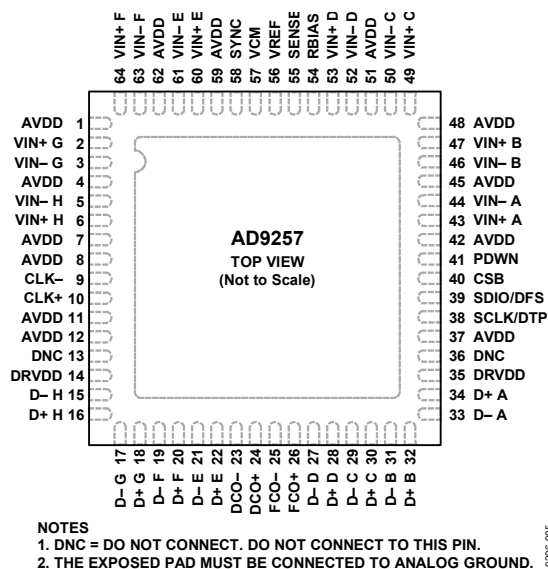 64 VIN+ F
63 VIN– F
62 AVDD
61 VIN– E
60 VIN+ E
59 AVDD
58 SYNC
57 VCM
56 VREF
55 SENSE
54 RBIAS
53 VIN+ D
52 VIN– D
51 AVDD
50 VIN– C
49 VIN+ C
AVDD 1
VIN+ G 2
VIN– G 3
AVDD 4
VIN– H 5
VIN+ H 6
AVDD 7
AVDD 8
CLK– 9
CLK+ 10
AVDD 11
AVDD 12
DNC 13
DRVDD 14
D– H 15
D+ H 16
AD9257
TOP VIEW
(Not to Scale)
48 AVDD
47 VIN+ B
46 VIN– B
45 AVDD
44 VIN– A
43 VIN+ A
42 AVDD
41 PDWN
40 CSB
39 SDIO/DFS
38 SCLK/DTP
37 AVDD
36 DNC
35 DRVDD
34 D+ A
33 D– A
D– G 17
D+ G 18
D– F 19
D+ F 20
D– E 21
D+ E 22
DCO– 23
DCO+ 24
FCO– 25
FCO+ 26
D– D 27
D+ D 28
D– C 29
D+ C 30
D– B 31
D+ B 32
NOTES
1. DNC = DO NOT CONNECT. DO NOT CONNECT TO THIS PIN.
2. THE EXPOSED PAD MUST BE CONNECTED TO ANALOG GROUND.